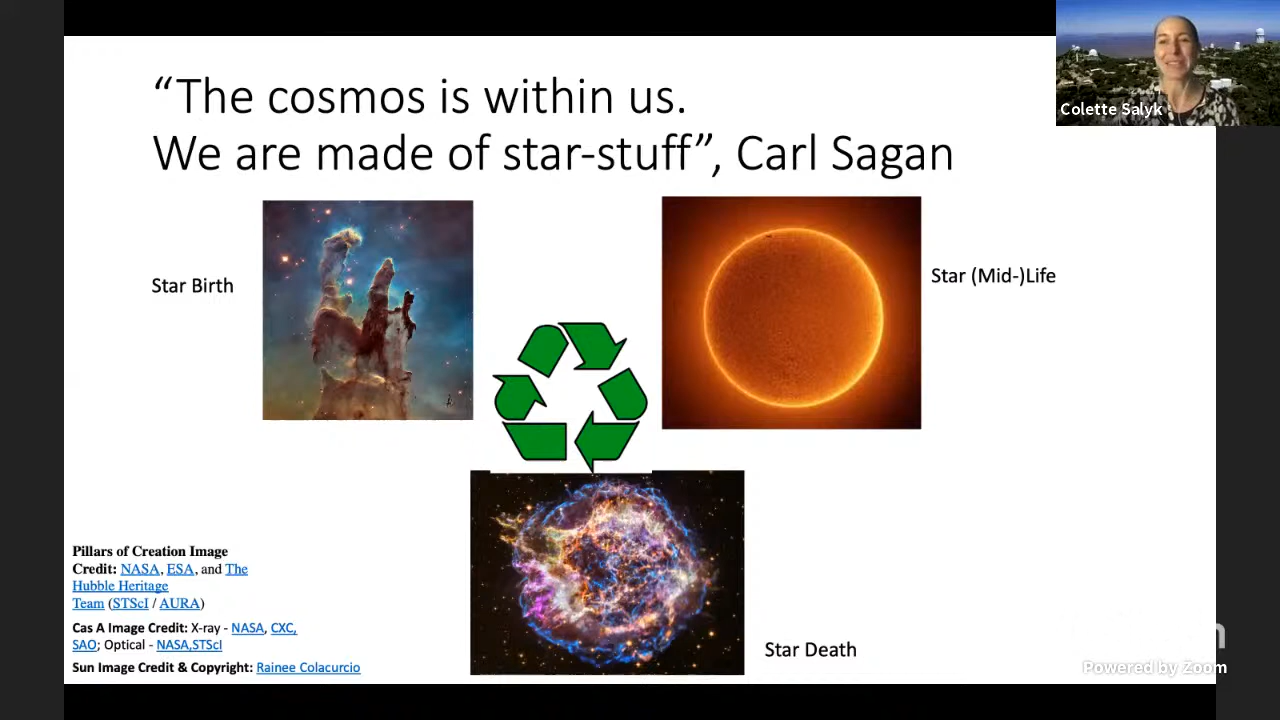 “The cosmos is within us.
We are made of star-stuff”, Carl Sagan
Colette Salyk
Star Birth
Star (Mid-)Life
Star Death
Pillars of Creation Image
Credit: NASA, ESA, and The
Hubble Heritage
Team (STScI / AURA)
Cas A Image Credit: X-ray - NASA, CXC,
SAO; Optical - NASA,STScI
Sun Image Credit & Copyright: Rainee Colacurcio
Powered by Zoom